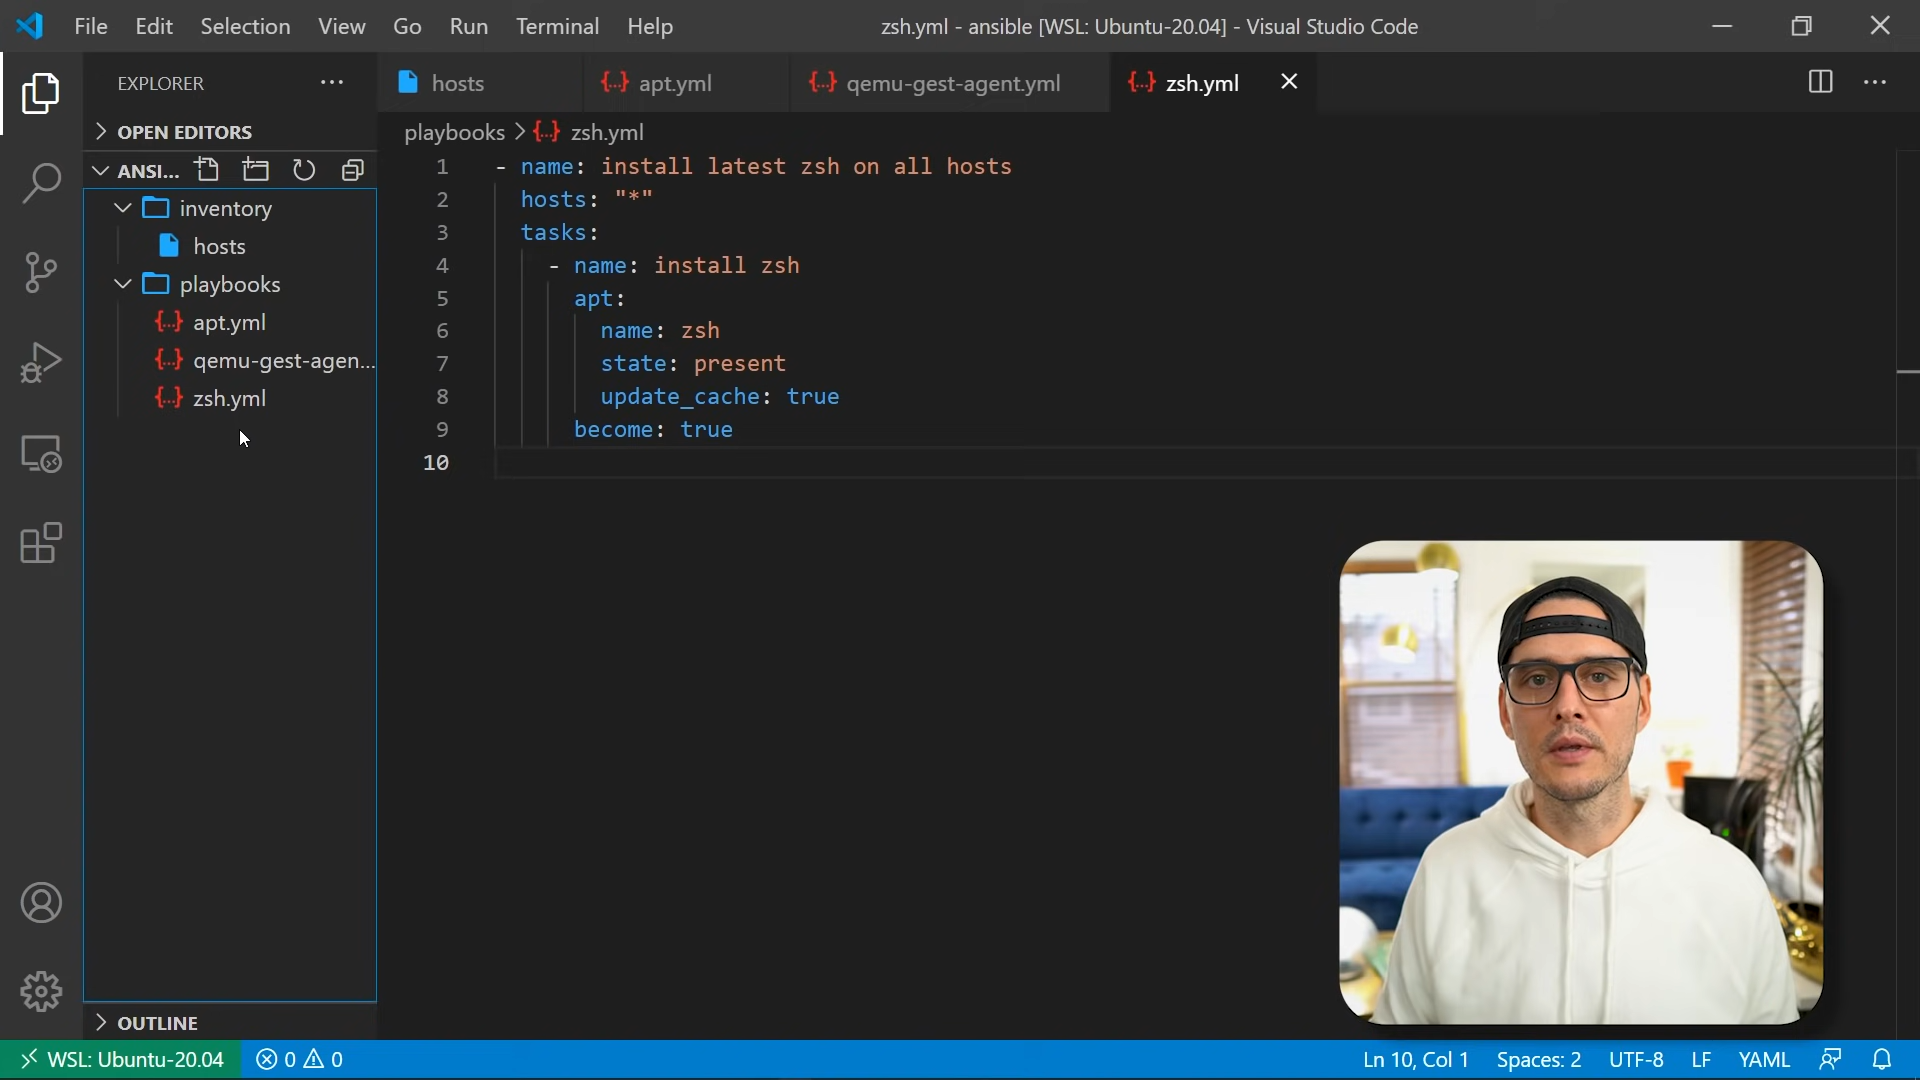 File Edit Selection View Go Run Terminal Help zsh.yml - ansible [WSL: Ubuntu-20.04] - Visual Studio Code
EXPLORER
hosts
apt.yml
qemu-gest-agent.yml
zsh.yml
OPEN EDITORS
ANSI...
inventory
hosts
playbooks
apt.yml
qemu-gest-agen...
zsh.yml
OUTLINE
playbooks > zsh.yml
1 - name: install latest zsh on all hosts
2 hosts: "*"
3 tasks:
4 - name: install zsh
5 apt:
6 name: zsh
7 state: present
8 update_cache: true
9 become: true
10
WSL: Ubuntu-20.04 0 0 Ln 10, Col 1 Spaces: 2 UTF-8 LF YAML